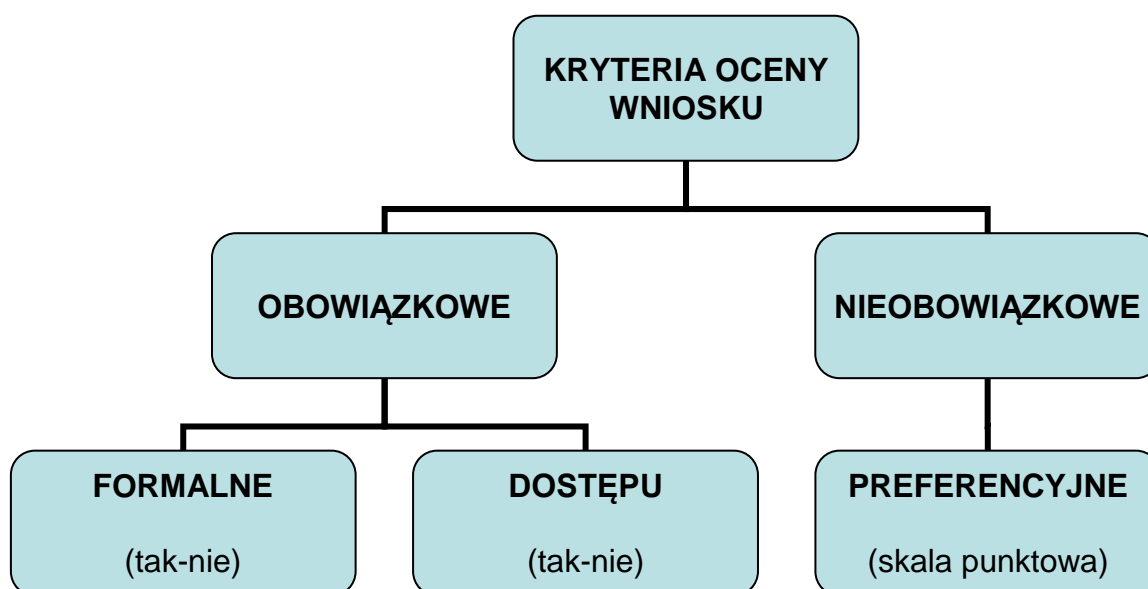 KRYTERIA OCENY
WNIOSKU
OBOWIĄZKOWE
NIEOBOWIĄZKOWE
FORMALNE
(tak-nie)
DOSTĘPU
(tak-nie)
PREFERENCYJNE
(skala punktowa)